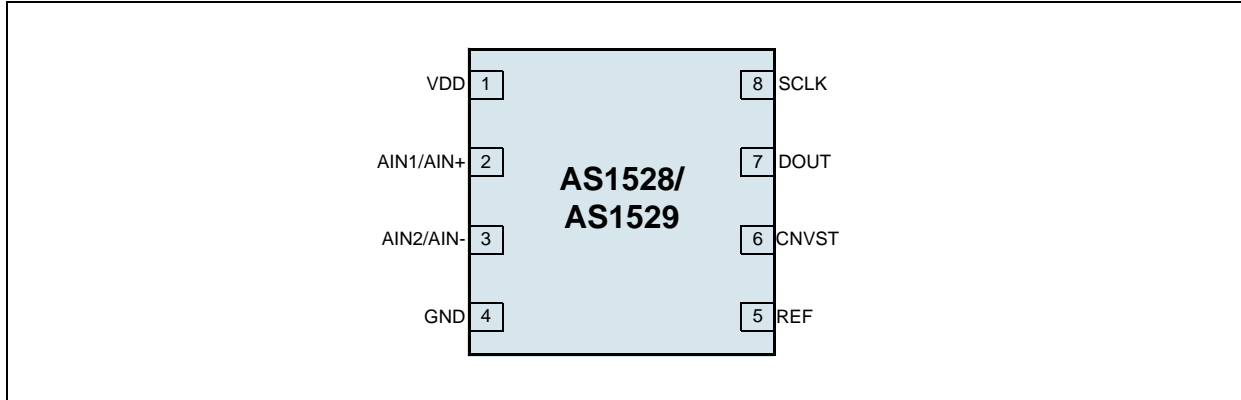 VDD 1
8 SCLK
AIN1/AIN+ 2
7 DOUT
AS1528/
AS1529
AIN2/AIN- 3
6 CNVST
GND 4
5 REF